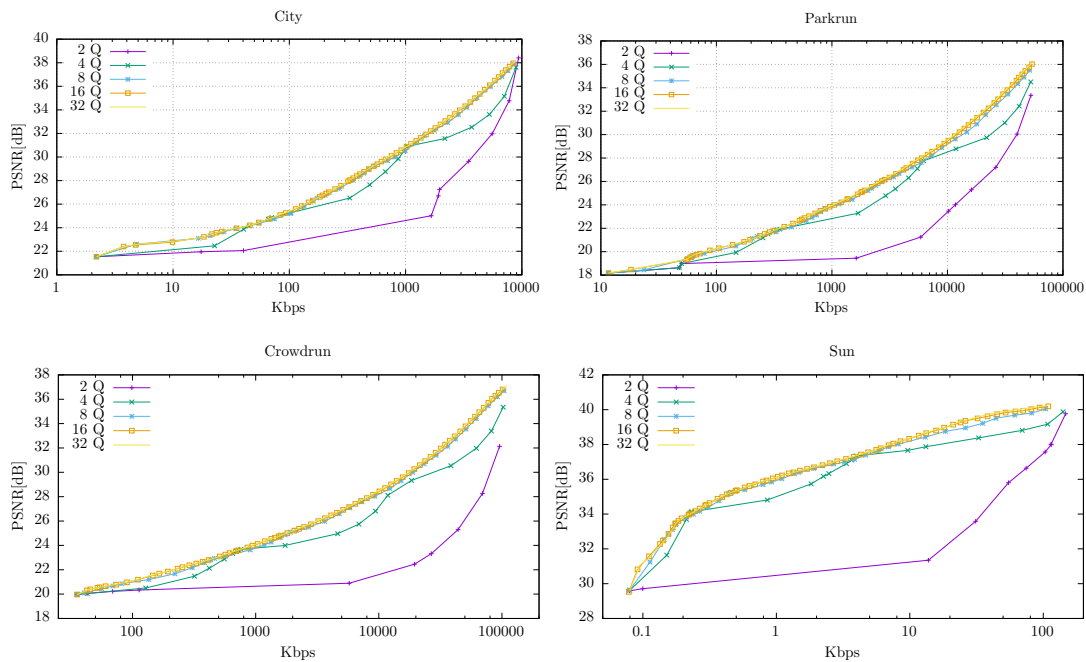 City
PSNR[dB]
40
38
36
34
32
30
28
26
24
22
20
2 Q
4 Q
8 Q
16 Q
32 Q
1 10 100 1000 10000
Kbps
Parkrun
PSNR[dB]
40
38
36
34
32
30
28
26
24
22
20
18
2 Q
4 Q
8 Q
16 Q
32 Q
10 100 1000 10000 100000
Kbps
Crowdrun
PSNR[dB]
38
36
34
32
30
28
26
24
22
20
18
2 Q
4 Q
8 Q
16 Q
32 Q
100 1000 10000 100000
Kbps
Sun
PSNR[dB]
42
40
38
36
34
32
30
28
2 Q
4 Q
8 Q
16 Q
32 Q
0.1 1 10 100
Kbps